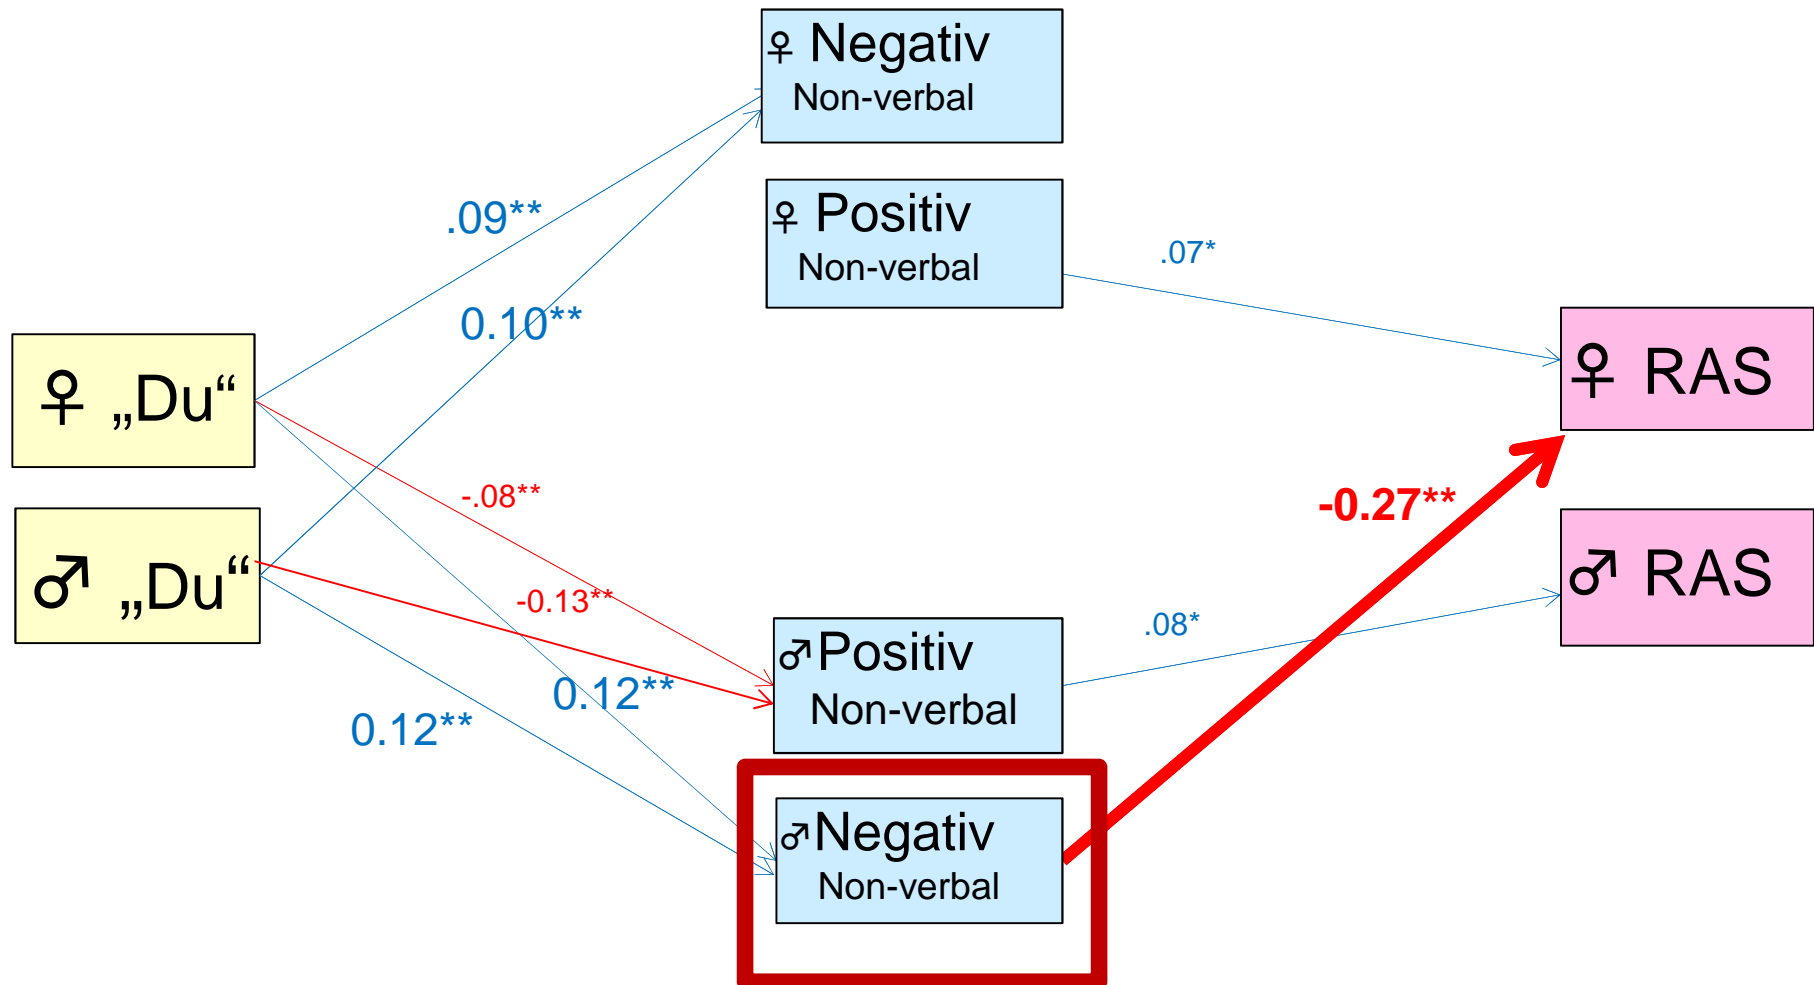 ♀ Negativ
Non-verbal
♀ Positiv
Non-verbal
.09**
.07*
0.10**
♀ „Du“
♀ RAS
-.08**
-0.27**
♂ „Du“
♂ RAS
-0.13**
.08*
♂Positiv
Non-verbal
0.12**
0.12**
♂Negativ
Non-verbal